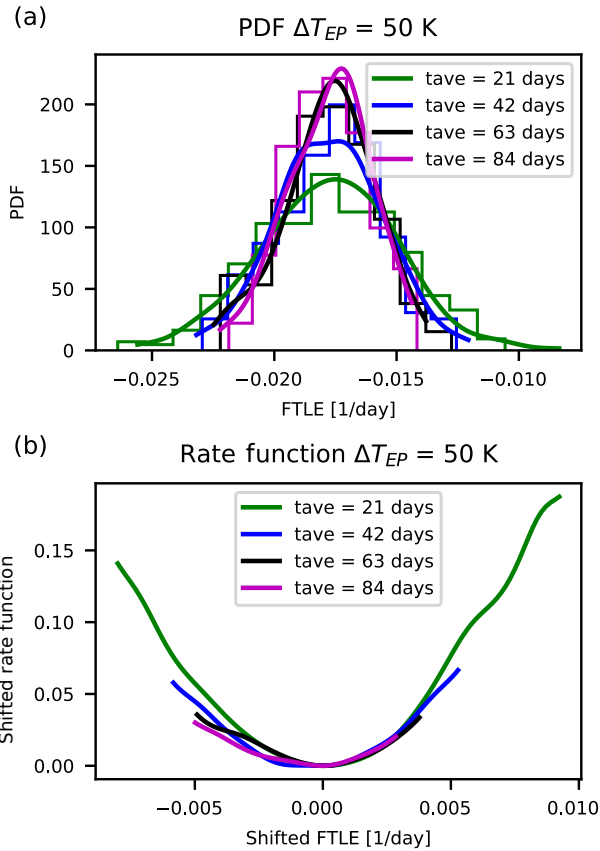 (a)
PDF ΔT_EP = 50 K
tave = 21 days
tave = 42 days
tave = 63 days
tave = 84 days
PDF
200
150
100
50
0
−0.025
−0.020
−0.015
−0.010
FTLE [1/day]
(b)
Rate function ΔT_EP = 50 K
tave = 21 days
tave = 42 days
tave = 63 days
tave = 84 days
Shifted rate function
0.15
0.10
0.05
0.00
−0.005
0.000
0.005
0.010
Shifted FTLE [1/day]